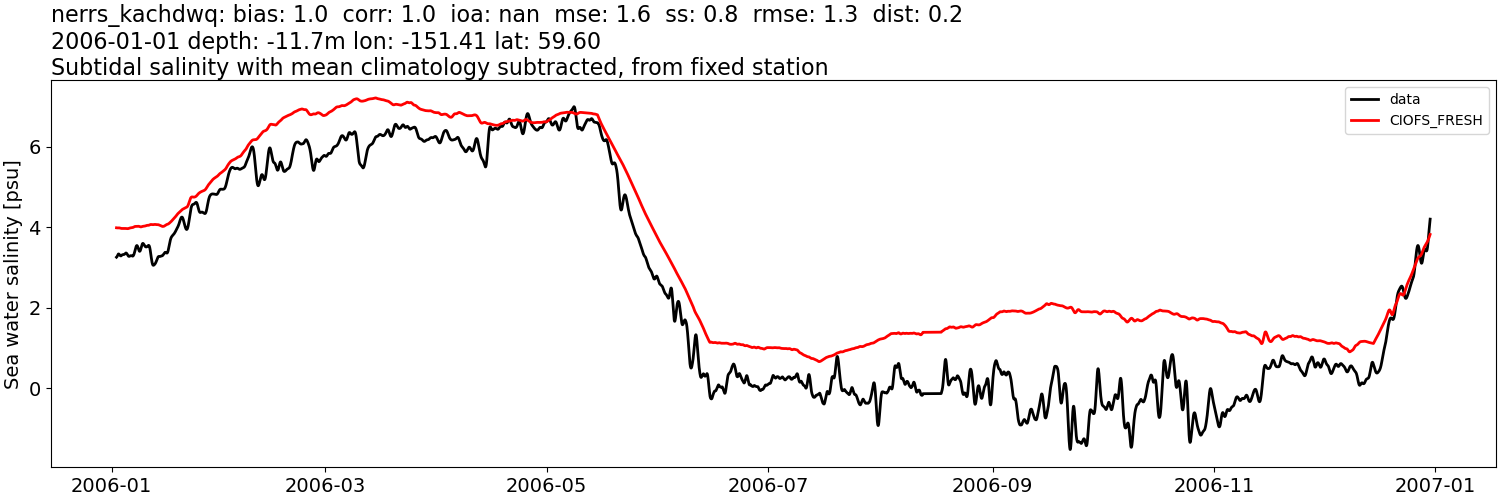 nerrs_kachdwq: bias: 1.0 corr: 1.0 ioa: nan mse: 1.6 ss: 0.8 rmse: 1.3 dist: 0.2
2006-01-01 depth: -11.7m lon: -151.41 lat: 59.60
Subtidal salinity with mean climatology subtracted, from fixed station
data
CIOFS_FRESH
Sea water salinity [psu]
6
4
2
0
2006-01 2006-03 2006-05 2006-07 2006-09 2006-11 2007-01